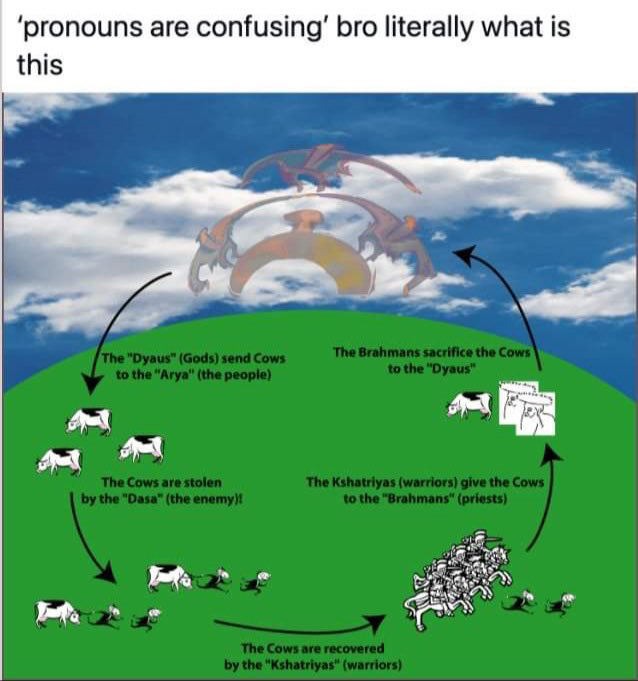 ‘pronouns are confusing’ bro literally what is
this
The "Dyaus" (Gods) send Cows
to the "Arya" (the people)
The Brahmans sacrifice the Cows
to the "Dyaus"
The Cows are stolen
by the "Dasa" (the enemy)!
The Kshatriyas (warriors) give the Cows
to the "Brahmans" (priests)
The Cows are recovered
by the "Kshatriyas" (warriors)